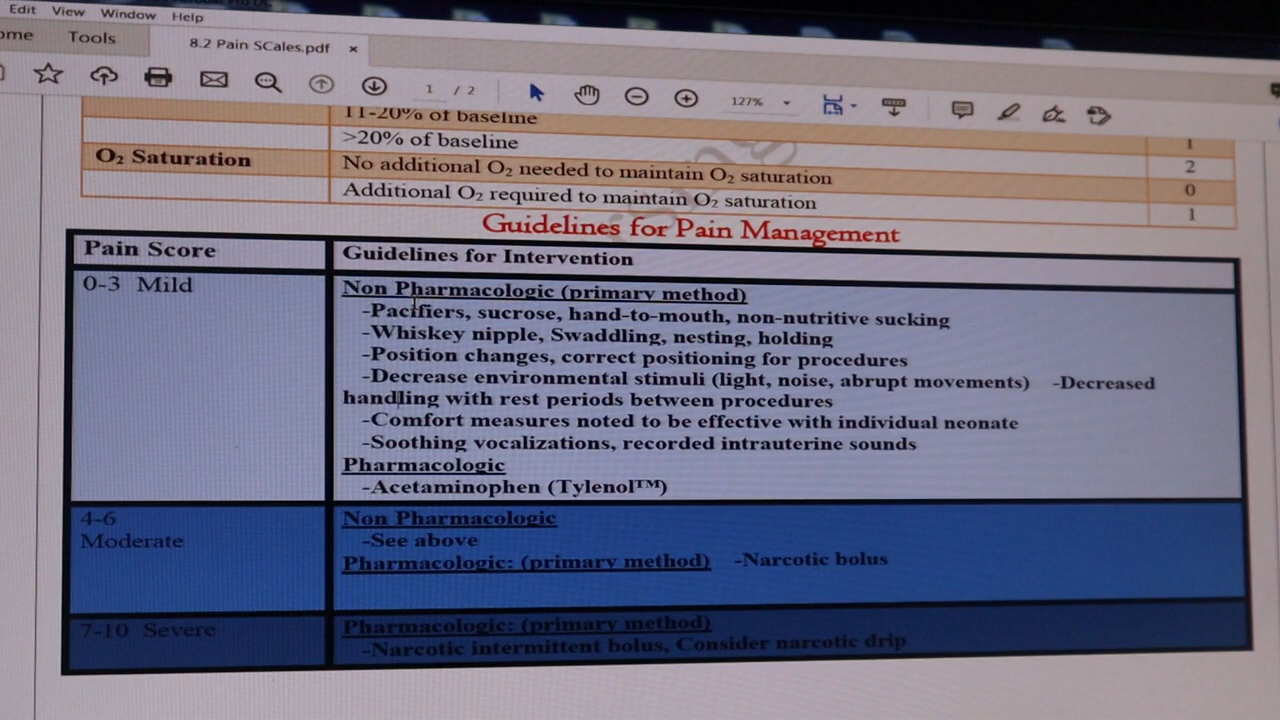 Edit View Window Help
ome Tools 8.2 Pain SCales.pdf ×
1 / 2 127%
11-20% of baseline 1
>20% of baseline 2
O₂ Saturation No additional O₂ needed to maintain O₂ saturation 0
Additional O₂ required to maintain O₂ saturation 1
Guidelines for Pain Management
Pain Score Guidelines for Intervention
0-3 Mild Non Pharmacologic (primary method)
-Pacifiers, sucrose, hand-to-mouth, non-nutritive sucking
-Whiskey nipple, Swaddling, nesting, holding
-Position changes, correct positioning for procedures
-Decrease environmental stimuli (light, noise, abrupt movements) -Decreased
handling with rest periods between procedures
-Comfort measures noted to be effective with individual neonate
-Soothing vocalizations, recorded intrauterine sounds
Pharmacologic
-Acetaminophen (Tylenol™)
4-6 Non Pharmacologic
Moderate -See above
Pharmacologic: (primary method) -Narcotic bolus
7-10 Severe Pharmacologic: (primary method)
-Narcotic intermittent bolus, Consider narcotic drip